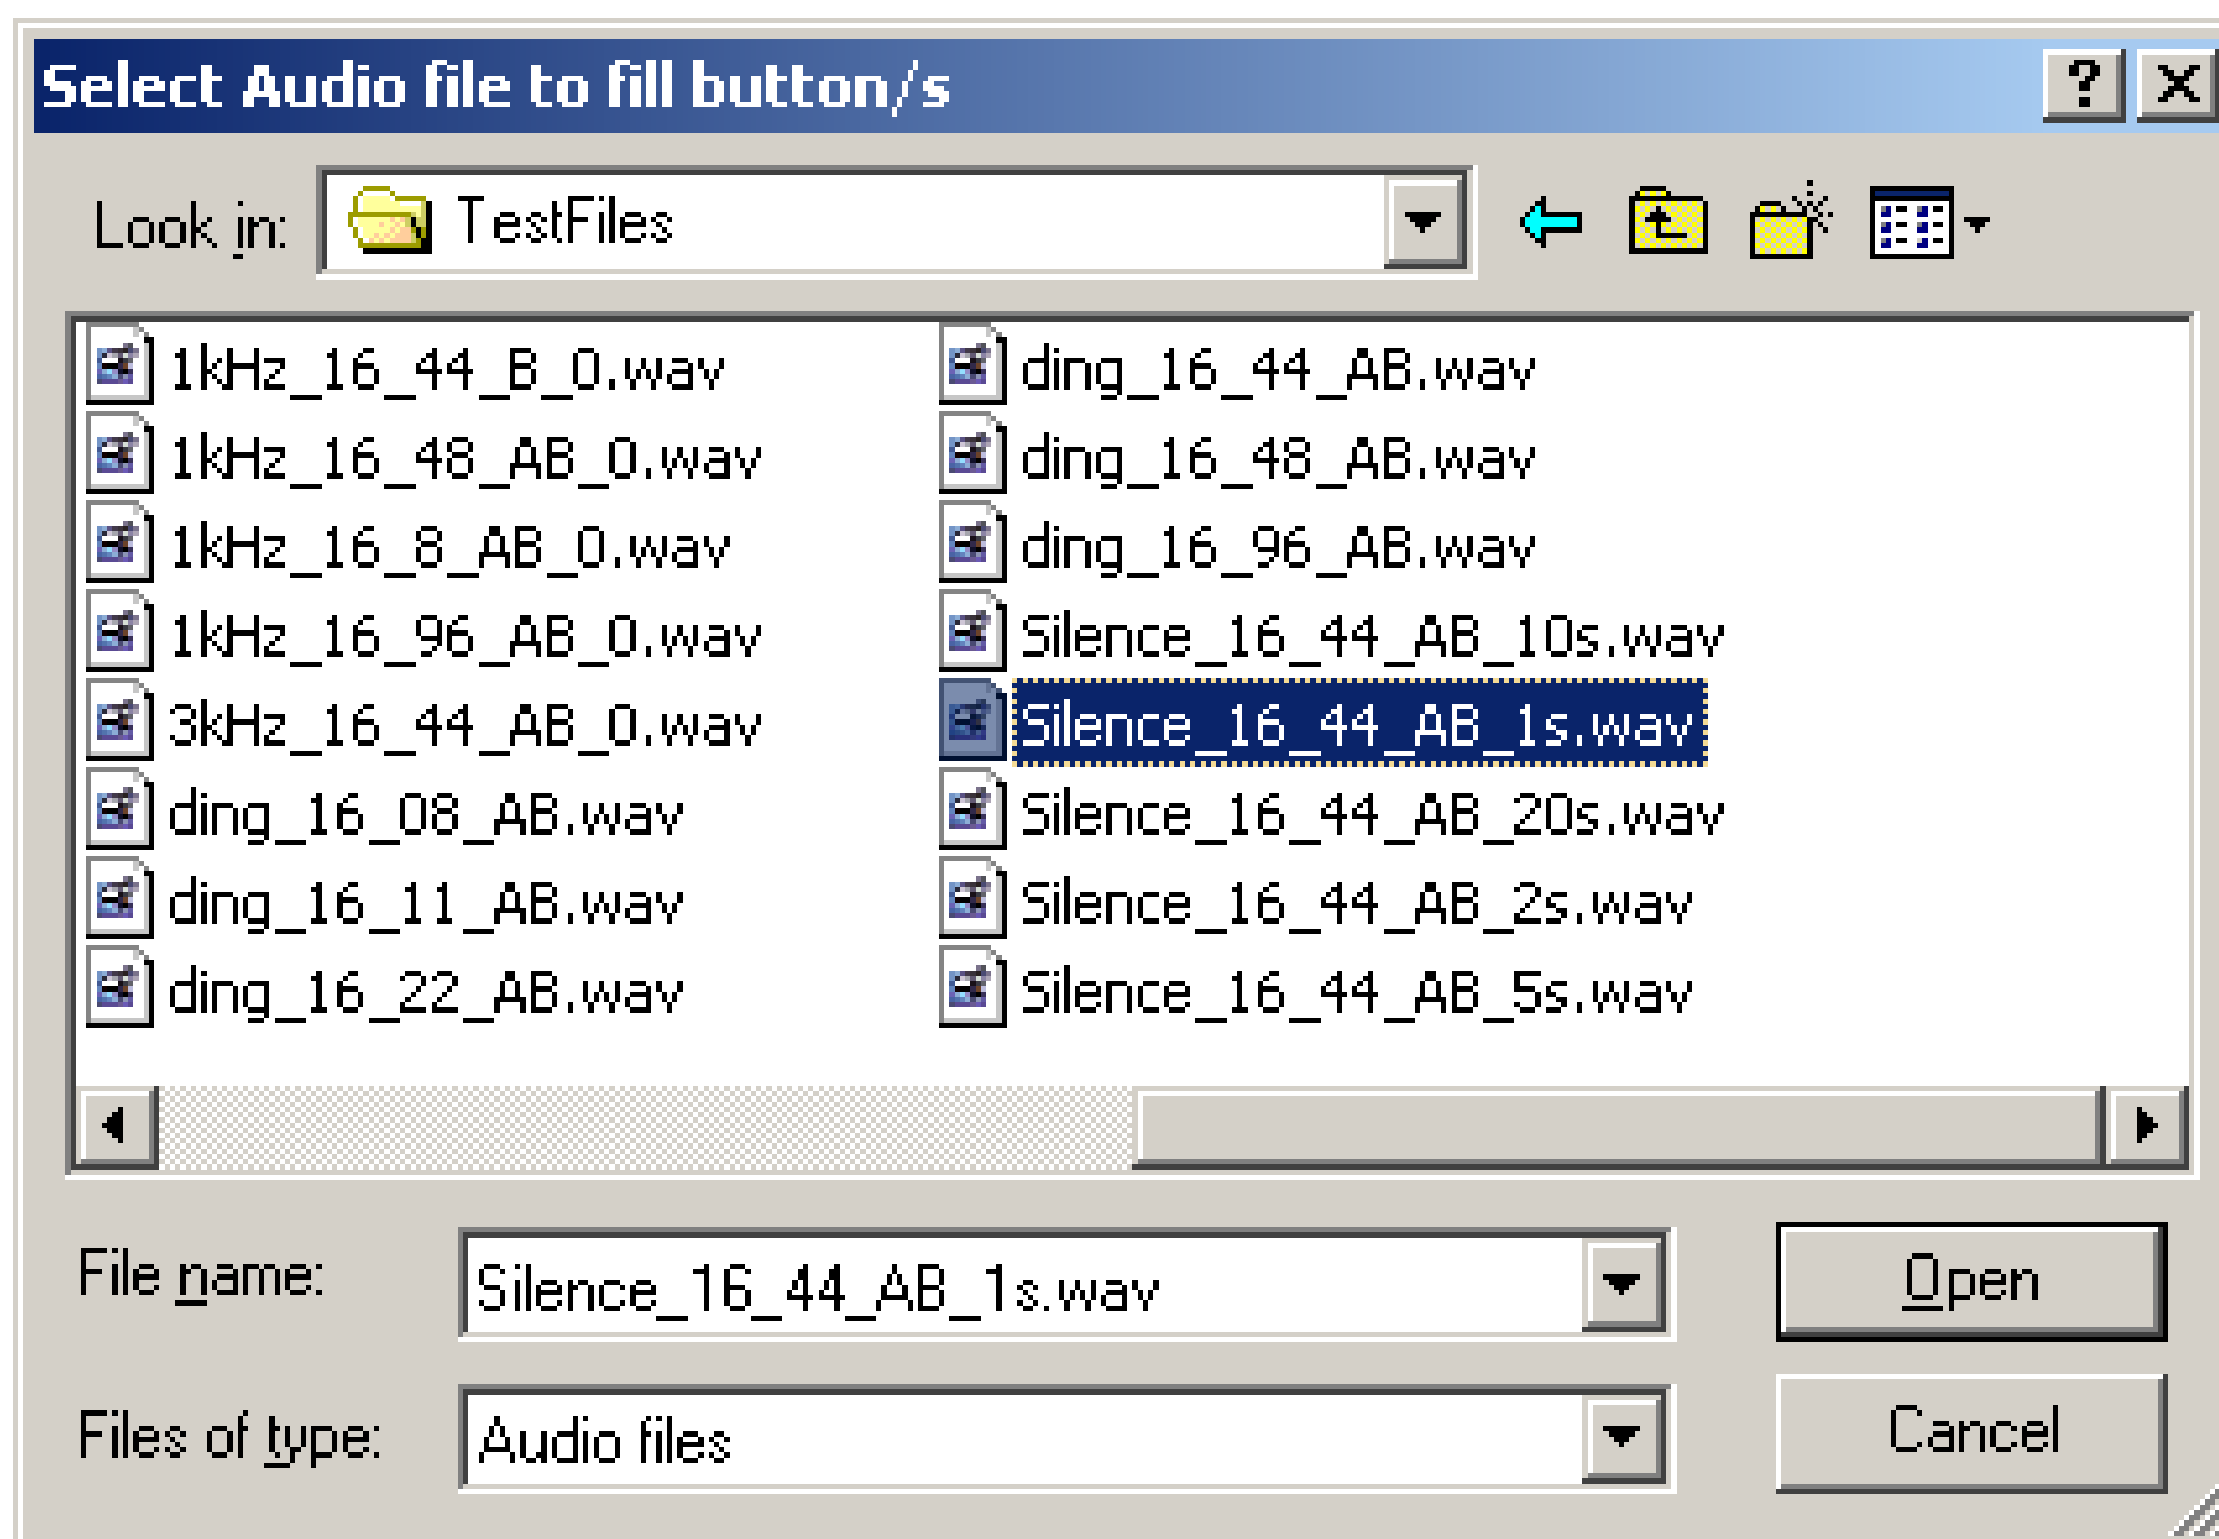 Select Audio file to fill button/s
Look in: TestFiles
1kHz_16_44_B_0.wav
1kHz_16_48_AB_0.wav
1kHz_16_8_AB_0.wav
1kHz_16_96_AB_0.wav
3kHz_16_44_AB_0.wav
ding_16_08_AB.wav
ding_16_11_AB.wav
ding_16_22_AB.wav
ding_16_44_AB.wav
ding_16_48_AB.wav
ding_16_96_AB.wav
Silence_16_44_AB_10s.wav
Silence_16_44_AB_1s.wav
Silence_16_44_AB_20s.wav
Silence_16_44_AB_2s.wav
Silence_16_44_AB_5s.wav
File name: Silence_16_44_AB_1s.wav Open
Files of type: Audio files Cancel